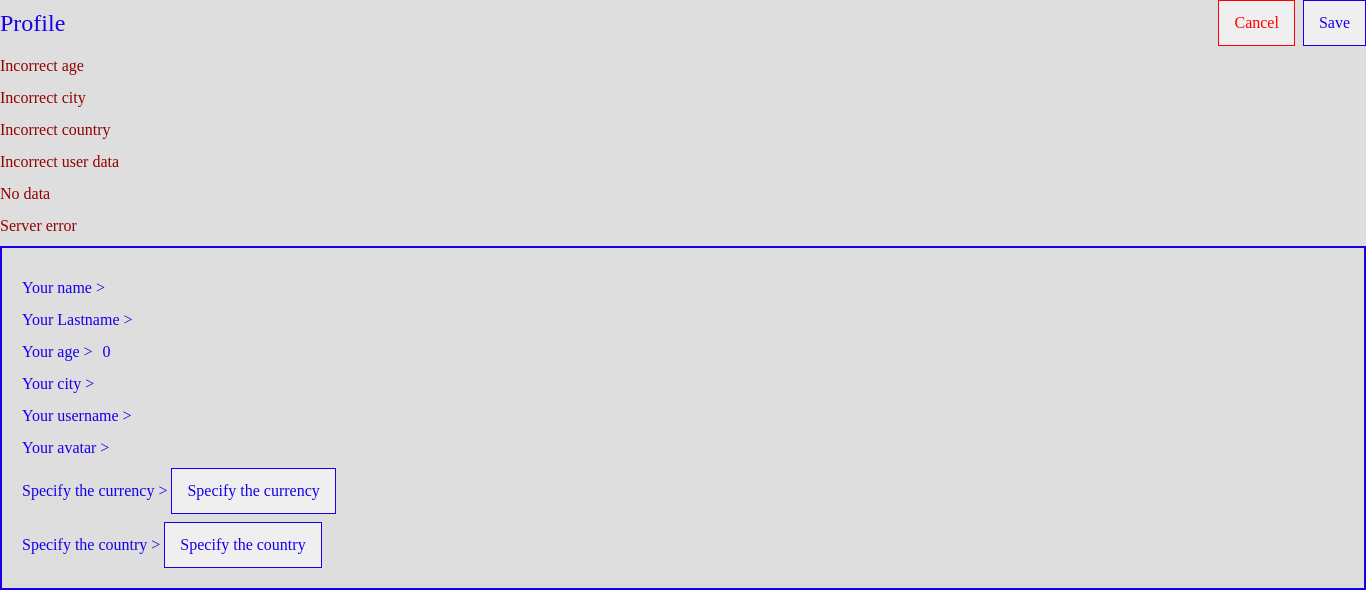 Profile Cancel Save
Incorrect age
Incorrect city
Incorrect country
Incorrect user data
No data
Server error
Your name >
Your Lastname >
Your age > 0
Your city >
Your username >
Your avatar >
Specify the currency > Specify the currency
Specify the country > Specify the country